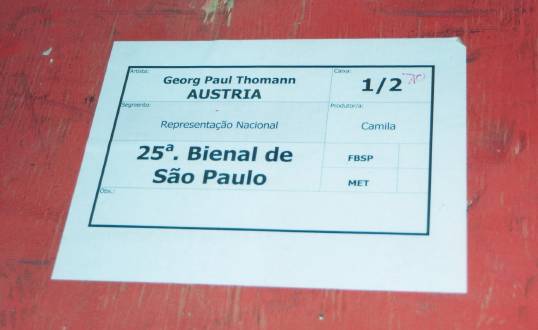 Artista:
Georg Paul Thomann
AUSTRIA
Caixa:
1/2
Segmento:
Representação Nacional
Produtor/a:
Camila
25ª. Bienal de
São Paulo
FBSP
MET
Obs.: